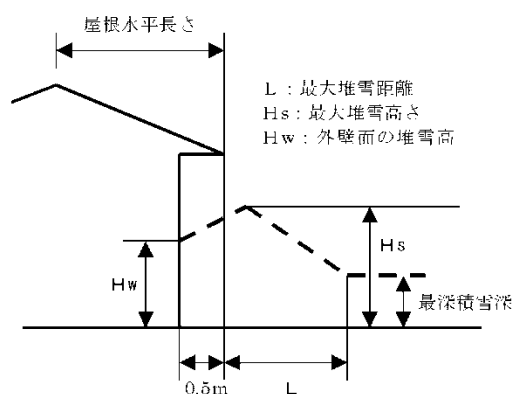 屋根水平長さ
L：最大堆雪距離
Hs：最大堆雪高さ
Hw：外壁面の堆雪高
Hs
Hw
最深積雪深
0.5m
L